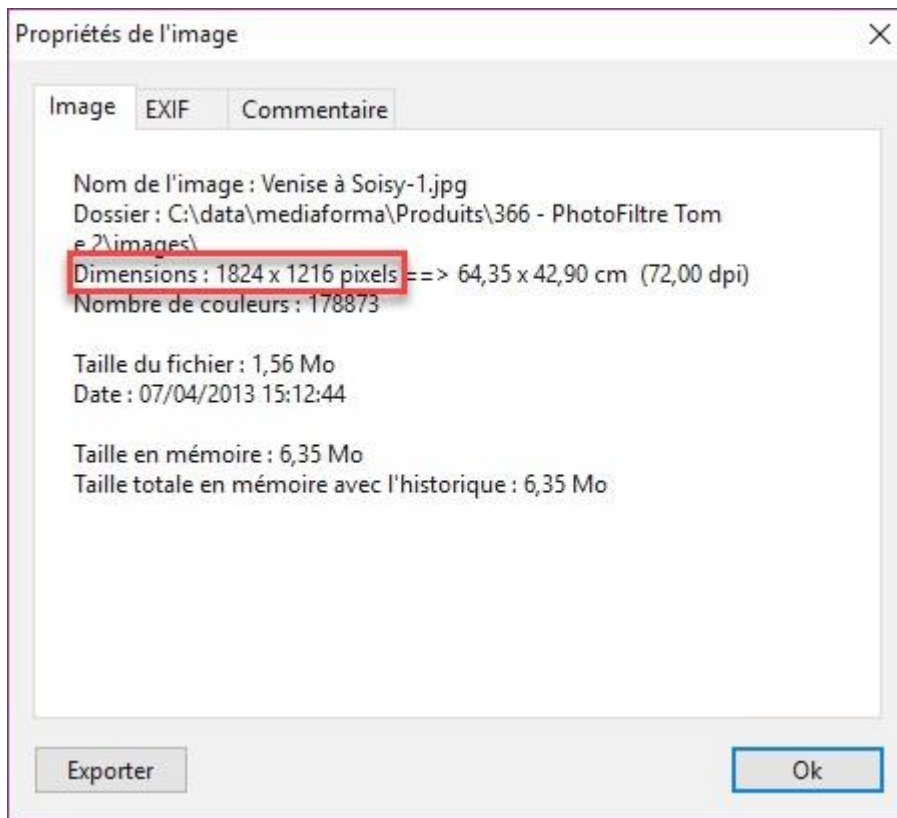 Propriétés de l'image
Image EXIF Commentaire
Nom de l'image : Venise à Soisy-1.jpg
Dossier : C:\data\mediaforma\Produits\366 - PhotoFiltre Tom
e 2\images\
Dimensions : 1824 x 1216 pixels ==> 64,35 x 42,90 cm (72,00 dpi)
Nombre de couleurs : 178873
Taille du fichier : 1,56 Mo
Date : 07/04/2013 15:12:44
Taille en mémoire : 6,35 Mo
Taille totale en mémoire avec l'historique : 6,35 Mo
Exporter Ok